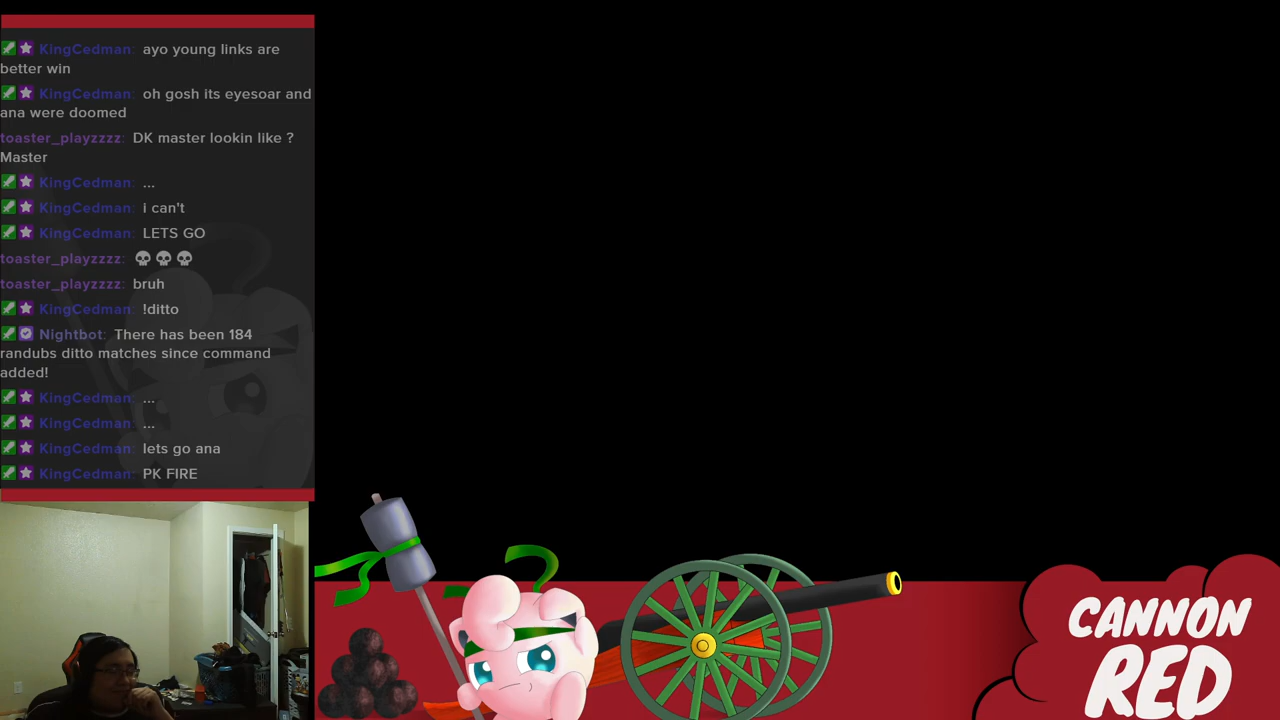 KingCedman: ayo young links are
better win
KingCedman: oh gosh its eyesoar and
ana were doomed
toaster_playzzzz: DK master lookin like ?
Master
KingCedman: ...
KingCedman: i can't
KingCedman: LETS GO
toaster_playzzzz: 💀💀💀
toaster_playzzzz: bruh
KingCedman: !ditto
Nightbot: There has been 184
randubs ditto matches since command
added!
KingCedman: ...
KingCedman: ...
KingCedman: lets go ana
KingCedman: PK FIRE
CANNON
RED